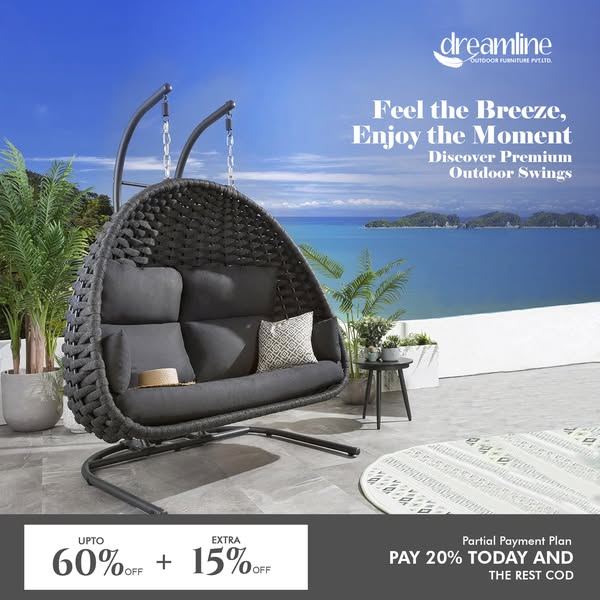 dreamline
OUTDOOR FURNITURE PVT.LTD.
Feel the Breeze,
Enjoy the Moment
Discover Premium
Outdoor Swings
UPTO
60% OFF
+
EXTRA
15% OFF
Partial Payment Plan
PAY 20% TODAY AND
THE REST COD